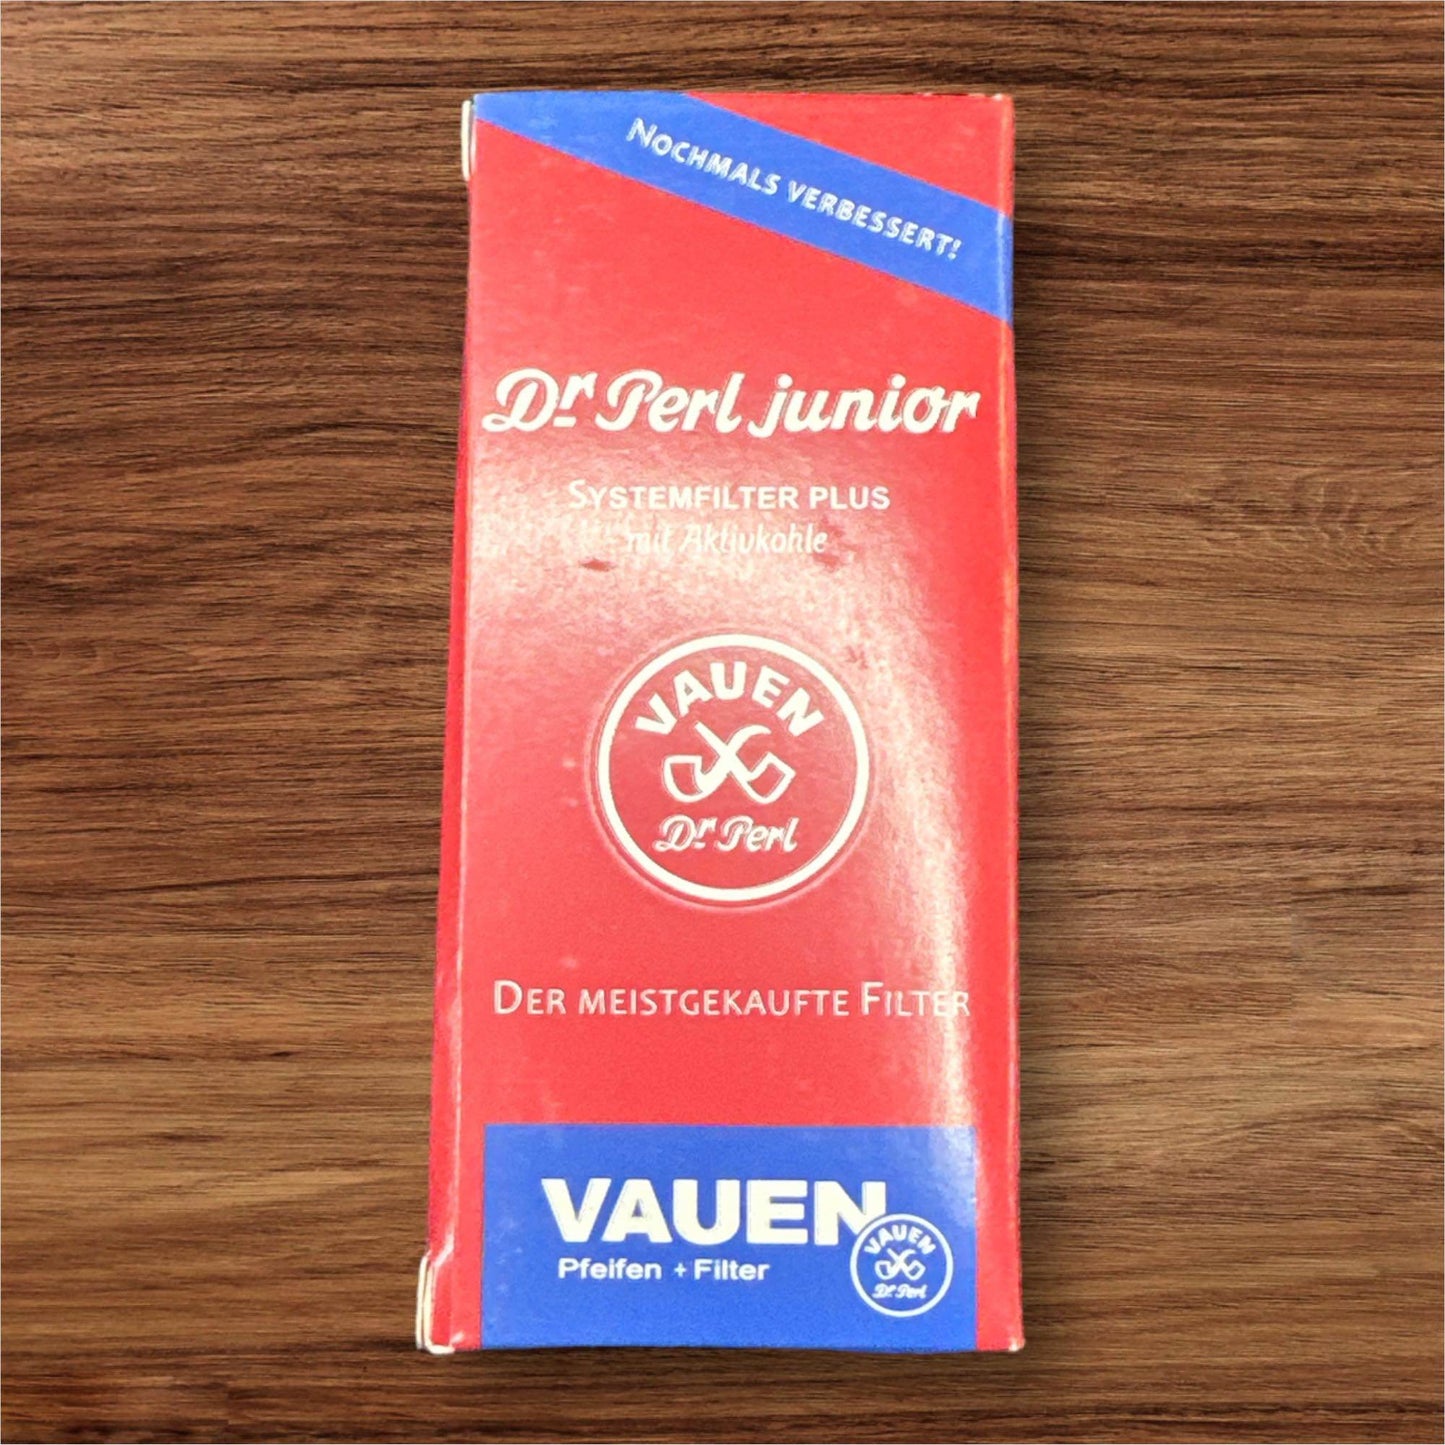 NOCHMALS VERBESSERT!
Dr Perl junior
SYSTEMFILTER PLUS
mit Aktivkohle
VAUEN
Dr Perl
DER MEISTGEKAUFTE FILTER
VAUEN
Pfeifen + Filter
VAUEN
Dr Perl